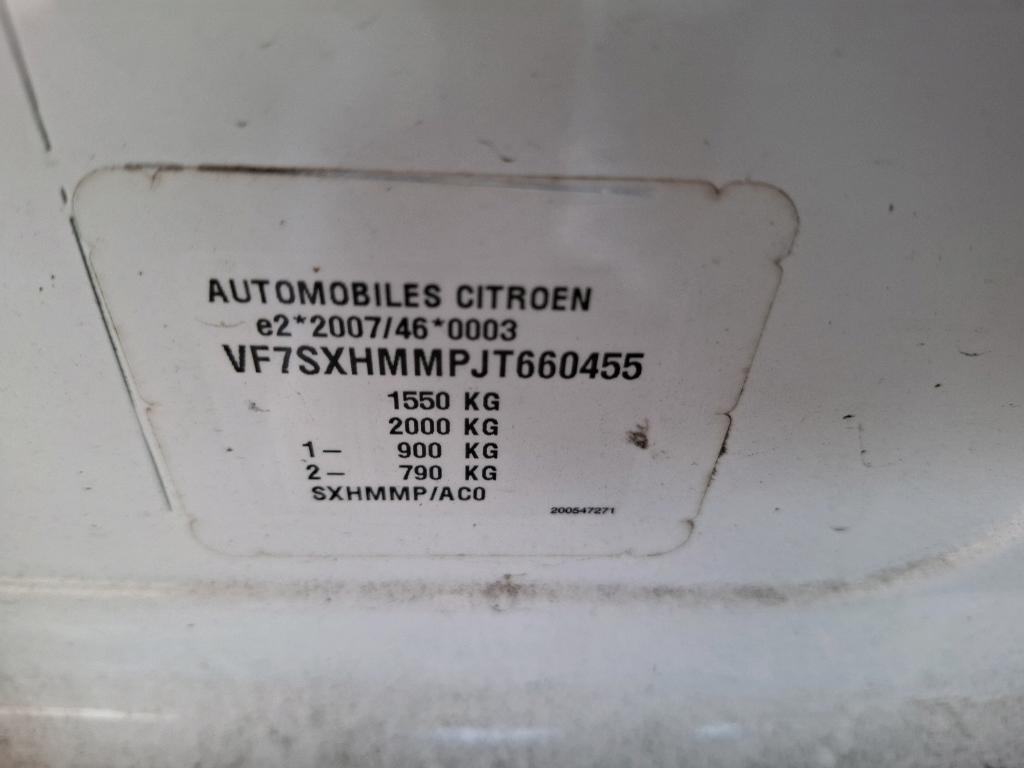 AUTOMOBILES CITROEN
e2*2007/46*0003
VF7SXHMMPJT660455
1550 KG
2000 KG
1- 900 KG
2- 790 KG
SXHMMP/AC0
200547271